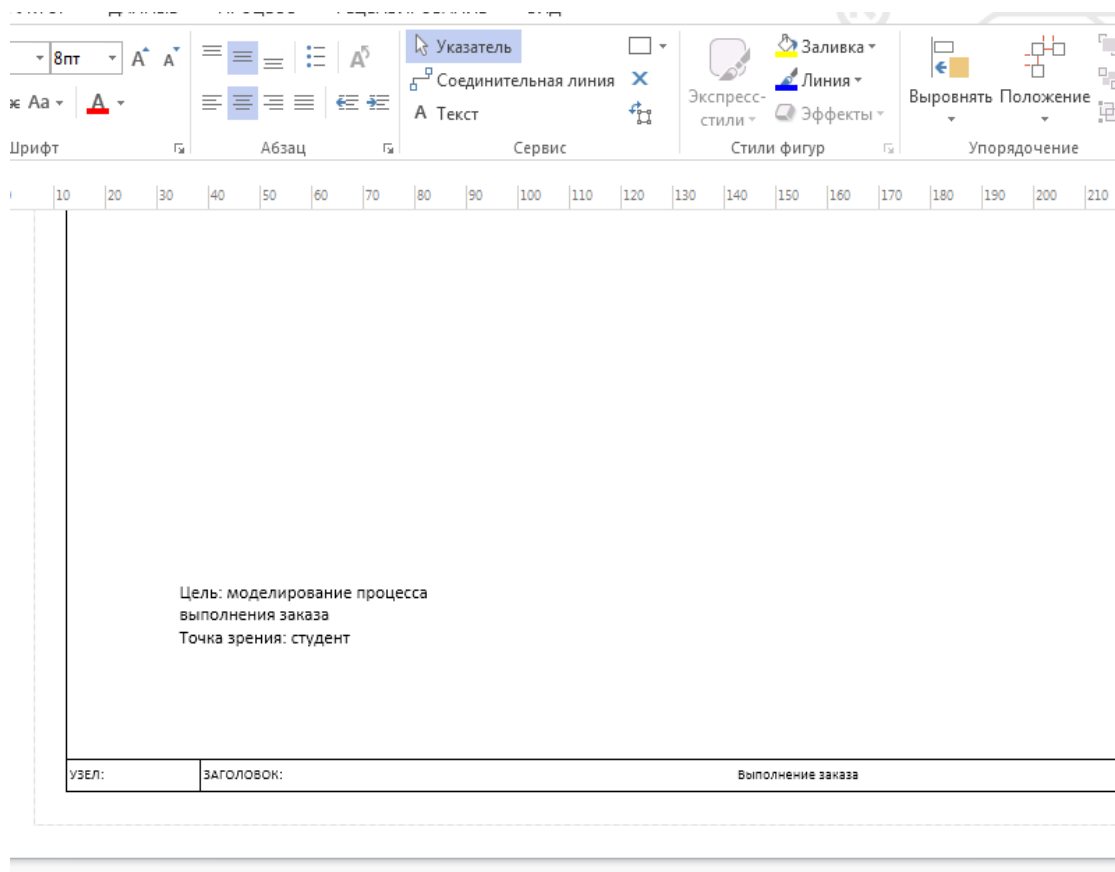 8пт
Указатель
Заливка
Соединительная линия
Линия
Экспресс-
стили
Выровнять Положение
Aa
A
A Текст
Эффекты
Шрифт
Абзац
Сервис
Стили фигур
Упорядочение
10 20 30 40 50 60 70 80 90 100 110 120 130 140 150 160 170 180 190 200 210
Цель: моделирование процесса
выполнения заказа
Точка зрения: студент
УЗЕЛ:
ЗАГОЛОВОК:
Выполнение заказа